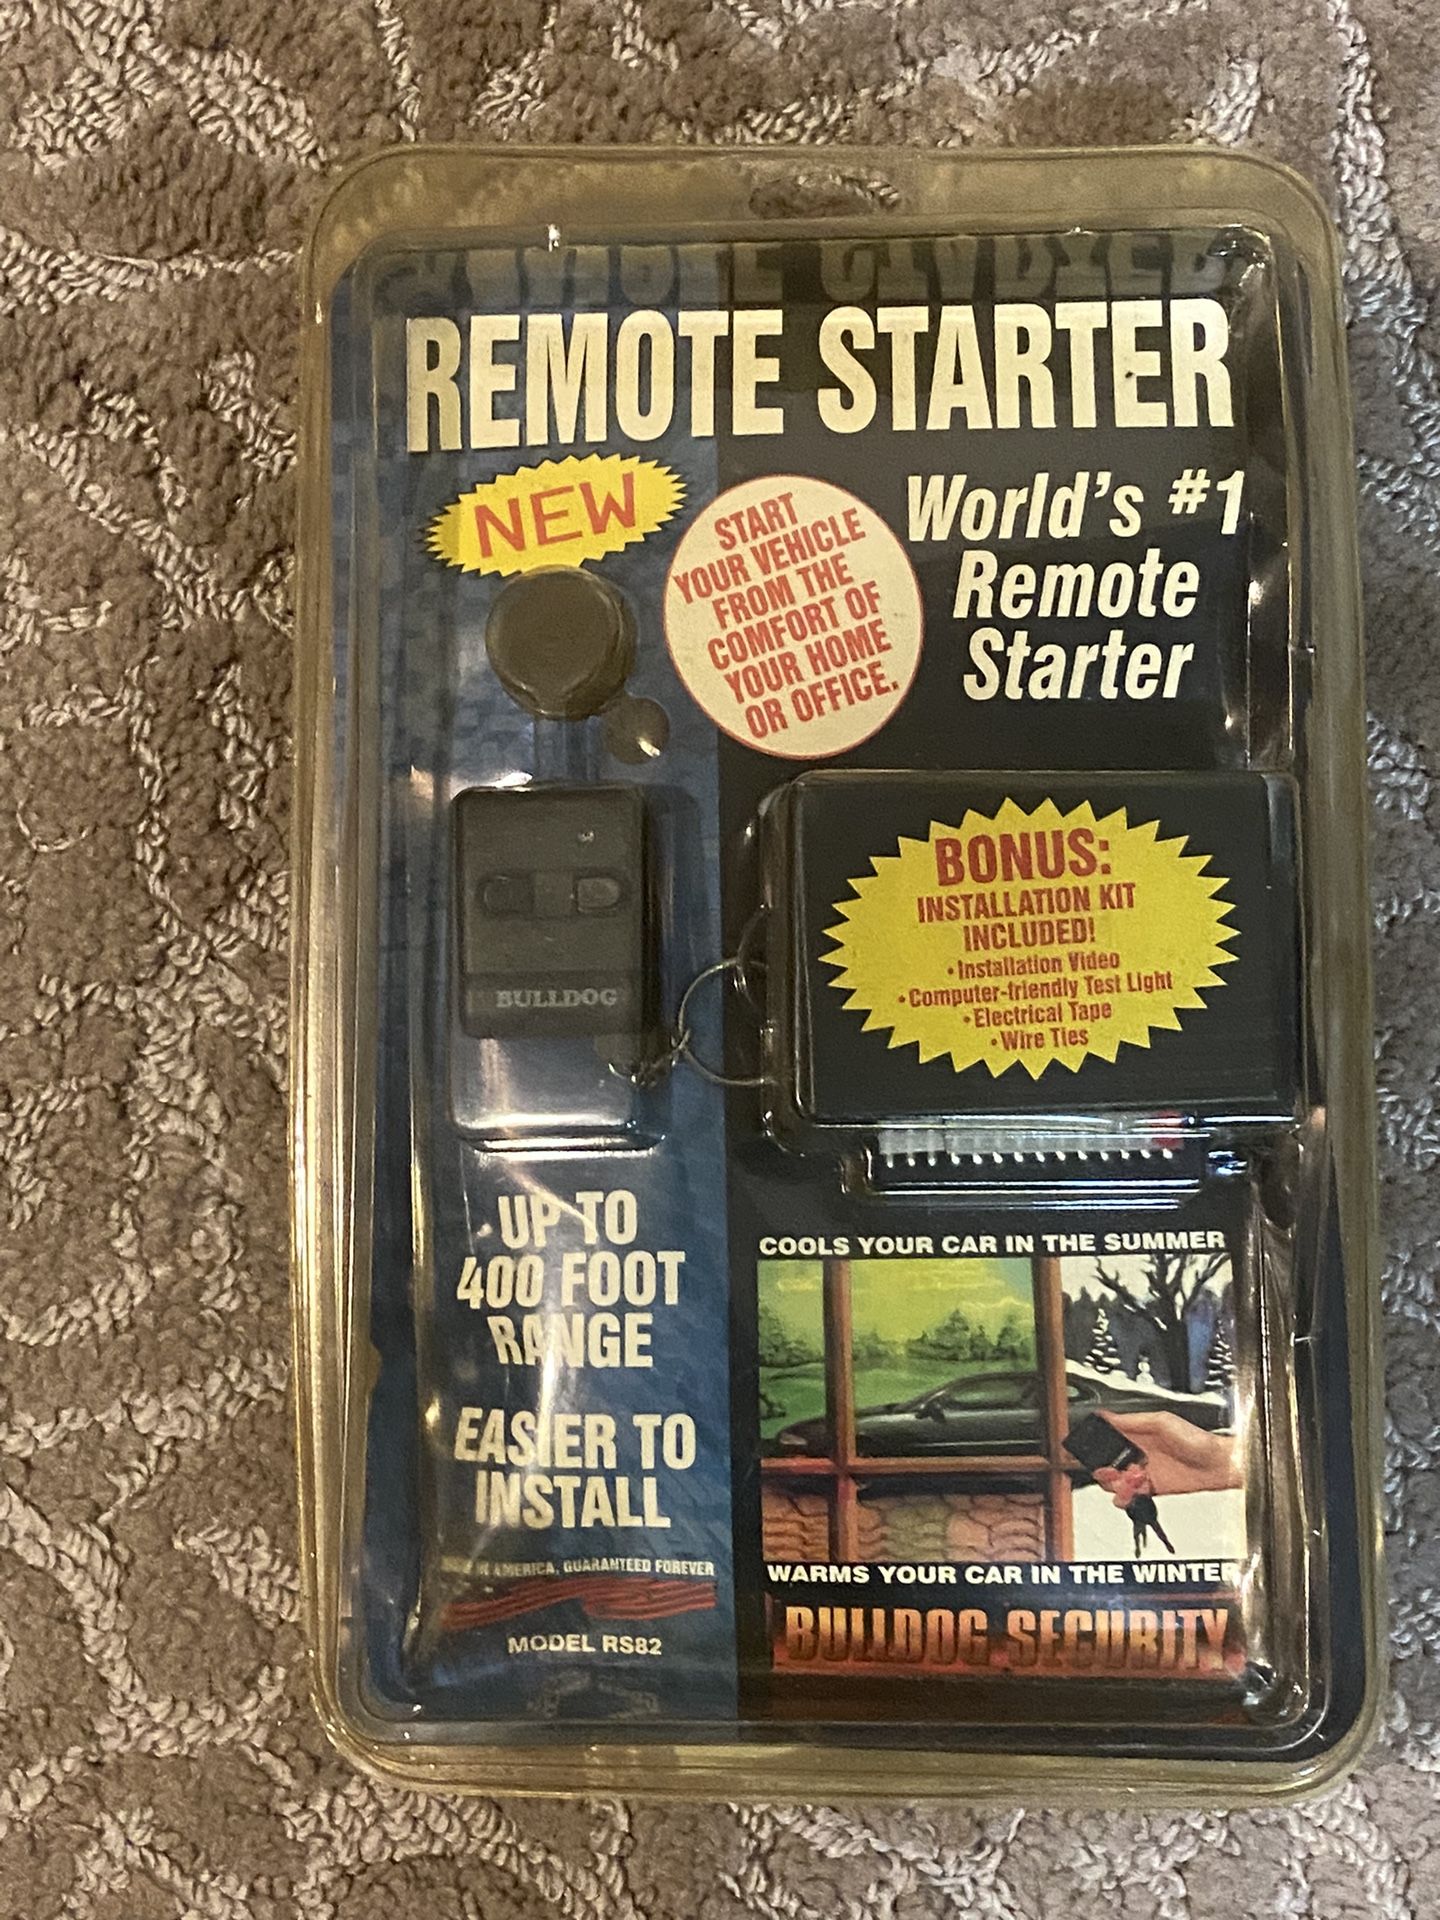 REMOTE STARTER
NEW
START
YOUR VEHICLE
FROM THE
COMFORT OF
YOUR HOME
OR OFFICE.
World's #1
Remote
Starter
BULLDOG
BONUS:
INSTALLATION KIT
INCLUDED!
• Installation Video
• Computer-friendly Test Light
• Electrical Tape
• Wire Ties
UP TO
400 FOOT
RANGE
EASIER TO
INSTALL
IN AMERICA, GUARANTEED FOREVER
MODEL RS82
COOLS YOUR CAR IN THE SUMMER
WARMS YOUR CAR IN THE WINTER
BULLDOG SECURITY